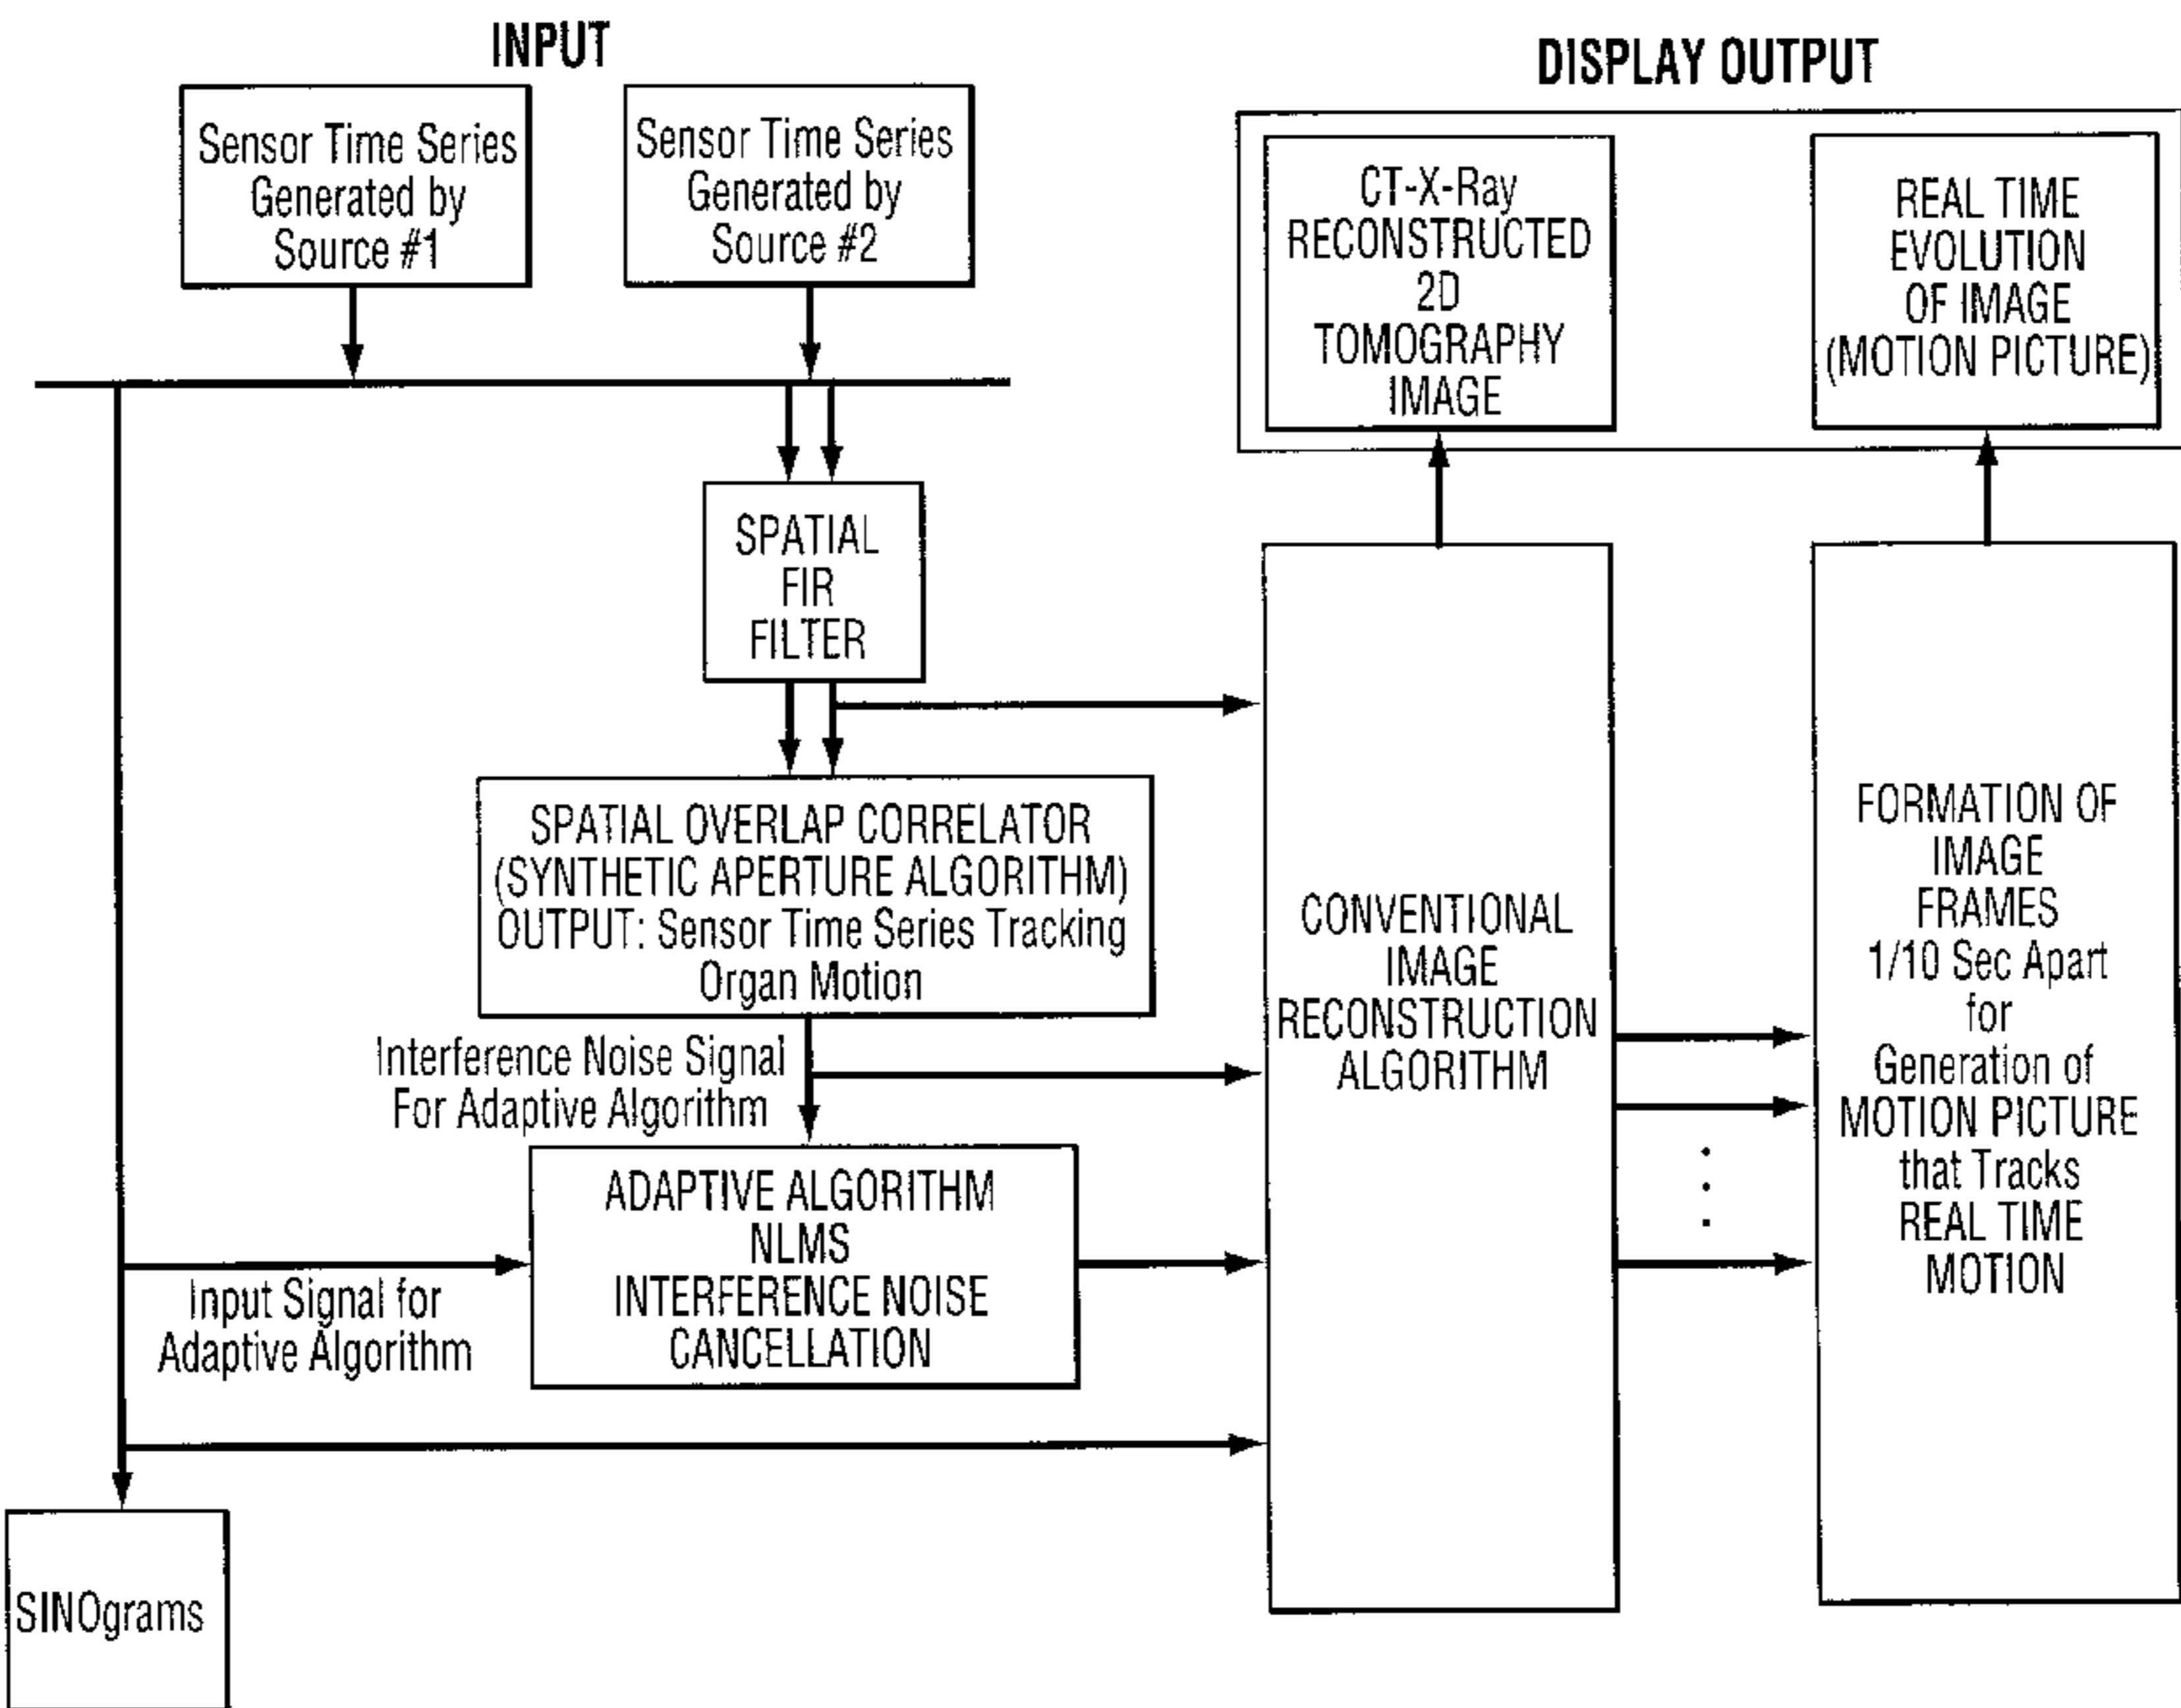 INPUT
Sensor Time Series
Generated by
Source #1
Sensor Time Series
Generated by
Source #2
DISPLAY OUTPUT
CT-X-Ray
RECONSTRUCTED
2D
TOMOGRAPHY
IMAGE
REAL TIME
EVOLUTION
OF IMAGE
(MOTION PICTURE)
SPATIAL
FIR
FILTER
SPATIAL OVERLAP CORRELATOR
(SYNTHETIC APERTURE ALGORITHM)
OUTPUT: Sensor Time Series Tracking
Organ Motion
Interference Noise Signal
For Adaptive Algorithm
ADAPTIVE ALGORITHM
NLMS
INTERFERENCE NOISE
CANCELLATION
Input Signal for
Adaptive Algorithm
SINOgrams
CONVENTIONAL
IMAGE
RECONSTRUCTION
ALGORITHM
FORMATION OF
IMAGE
FRAMES
1/10 Sec Apart
for
Generation of
MOTION PICTURE
that Tracks
REAL TIME
MOTION